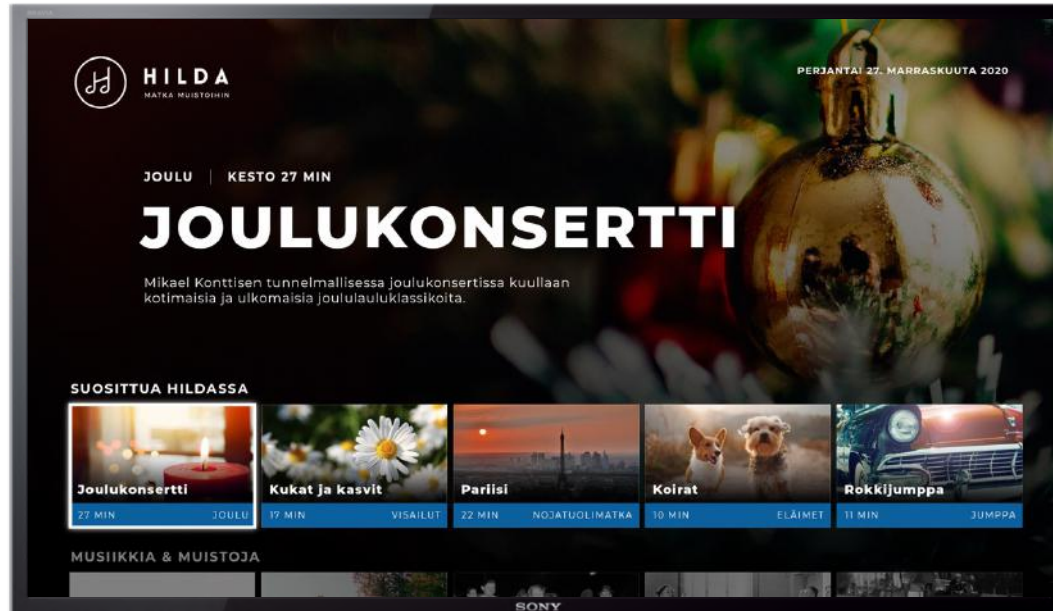 HILDA
MATKA MUISTOIHIN
PERJANTAI 27. MARRASKUUTA 2020
JOULU | KESTO 27 MIN
JOULUKONSERTTI
Mikael Konttisen tunnelmallisessa joulukonsertissa kuullaan
kotimaisia ja ulkomaisia joululauluklassikoita.
SUOSITTUA HILDASSA
Joulukonsertti
27 MIN JOULU
Kukat ja kasvit
17 MIN VISAILUT
Pariisi
22 MIN NOJATUOLIMATKA
Koirat
10 MIN ELÄIMET
Rokkijumppa
11 MIN JUMPPA
MUSIIKKIA & MUISTOJA
SONY